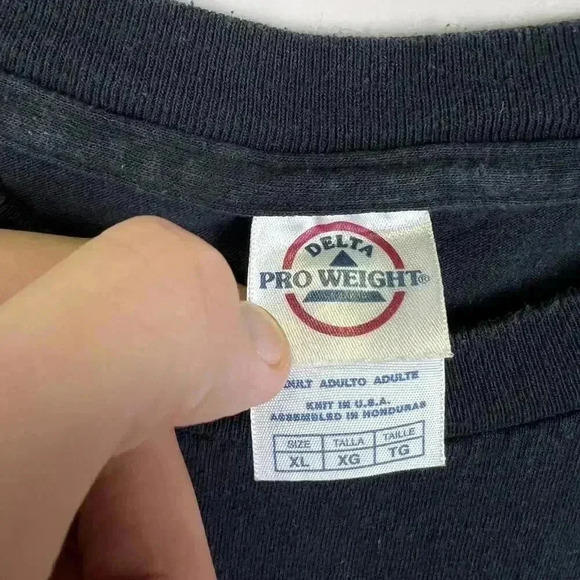 DELTA
PRO WEIGHT®
ADULTO ADULTE
KNIT IN U.S.A.
ASSEMBLED IN HONDURAS
SIZE TALLA TAILLE
XL XG TG